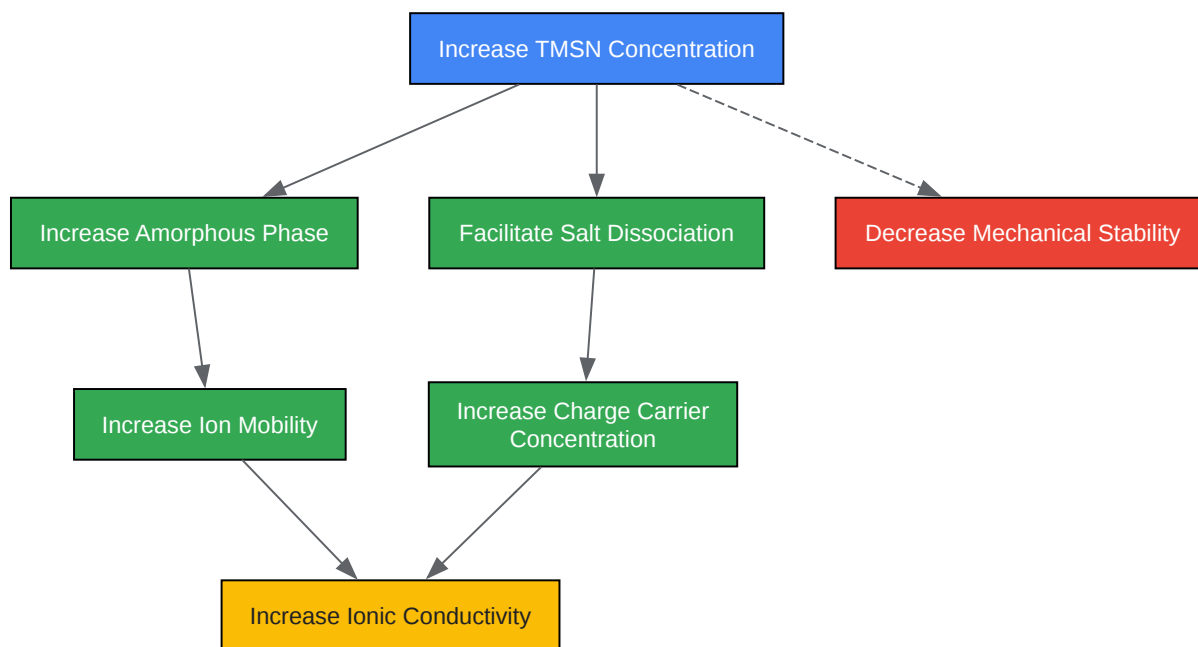 Increase TMSN Concentration
Increase Amorphous Phase
Facilitate Salt Dissociation
Decrease Mechanical Stability
Increase Ion Mobility
Increase Charge Carrier
Concentration
Increase Ionic Conductivity